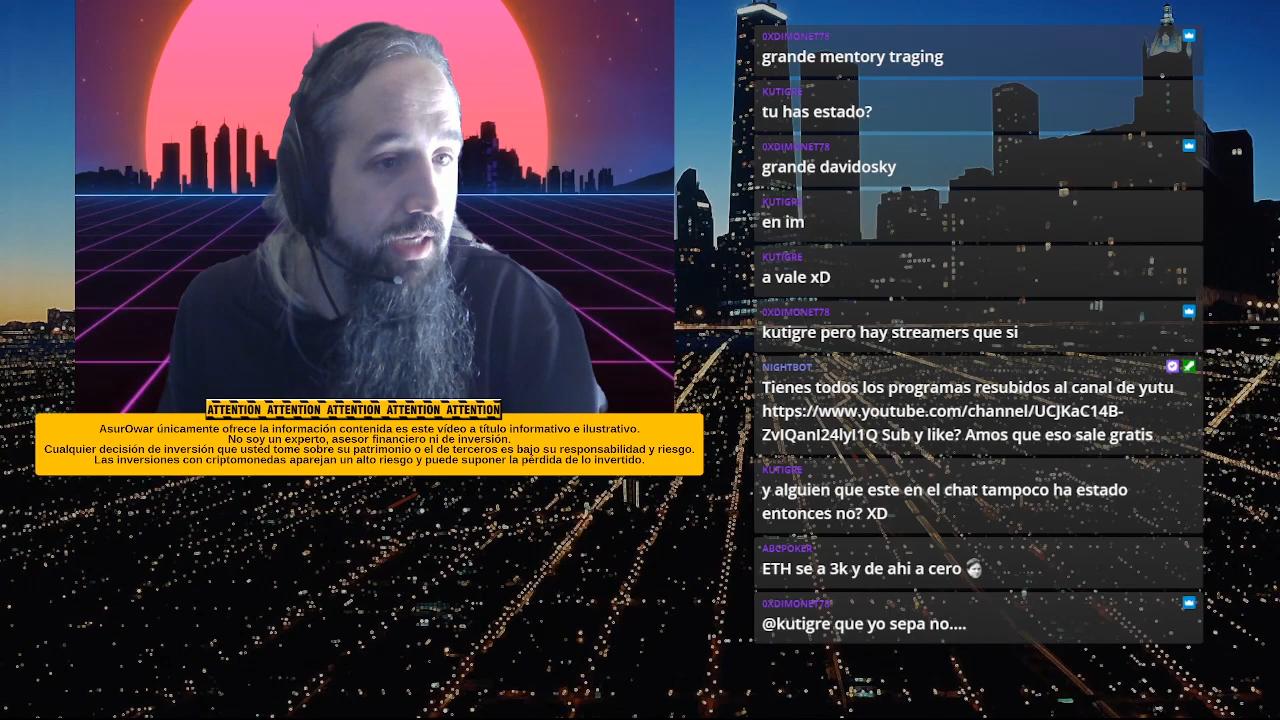 ATTENTION ATTENTION ATTENTION ATTENTION ATTENTION
AsurOwar únicamente ofrece la información contenida es este vídeo a título informativo e ilustrativo.
No soy un experto, asesor financiero ni de inversión.
Cualquier decisión de inversión que usted tome sobre su patrimonio o el de terceros es bajo su responsabilidad y riesgo.
Las inversiones con criptomonedas aparejan un alto riesgo y puede suponer la pérdida de lo invertido.
0XDIMONET78
grande mentory traging
KUTIGRE
tu has estado?
0XDIMONET78
grande davidosky
KUTIGRE
en im
KUTIGRE
a vale xD
0XDIMONET78
kutigre pero hay streamers que si
NIGHTBOT
Tienes todos los programas resubidos al canal de yutu
https://www.youtube.com/channel/UCJKaC14B-
ZvIQanI24lyI1Q Sub y like? Amos que eso sale gratis
KUTIGRE
y alguien que este en el chat tampoco ha estado
entonces no? XD
ABCPOKER
ETH se a 3k y de ahi a cero
0XDIMONET78
@kutigre que yo sepa no....